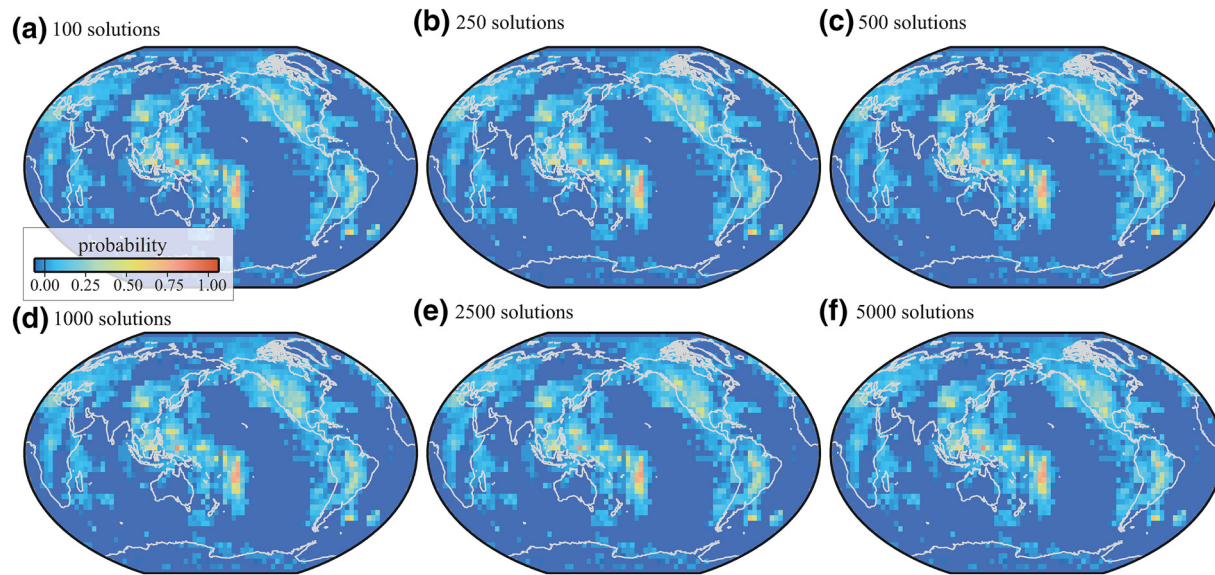 (a) 100 solutions
(b) 250 solutions
(c) 500 solutions
probability
0.00 0.25 0.50 0.75 1.00
(d) 1000 solutions
(e) 2500 solutions
(f) 5000 solutions